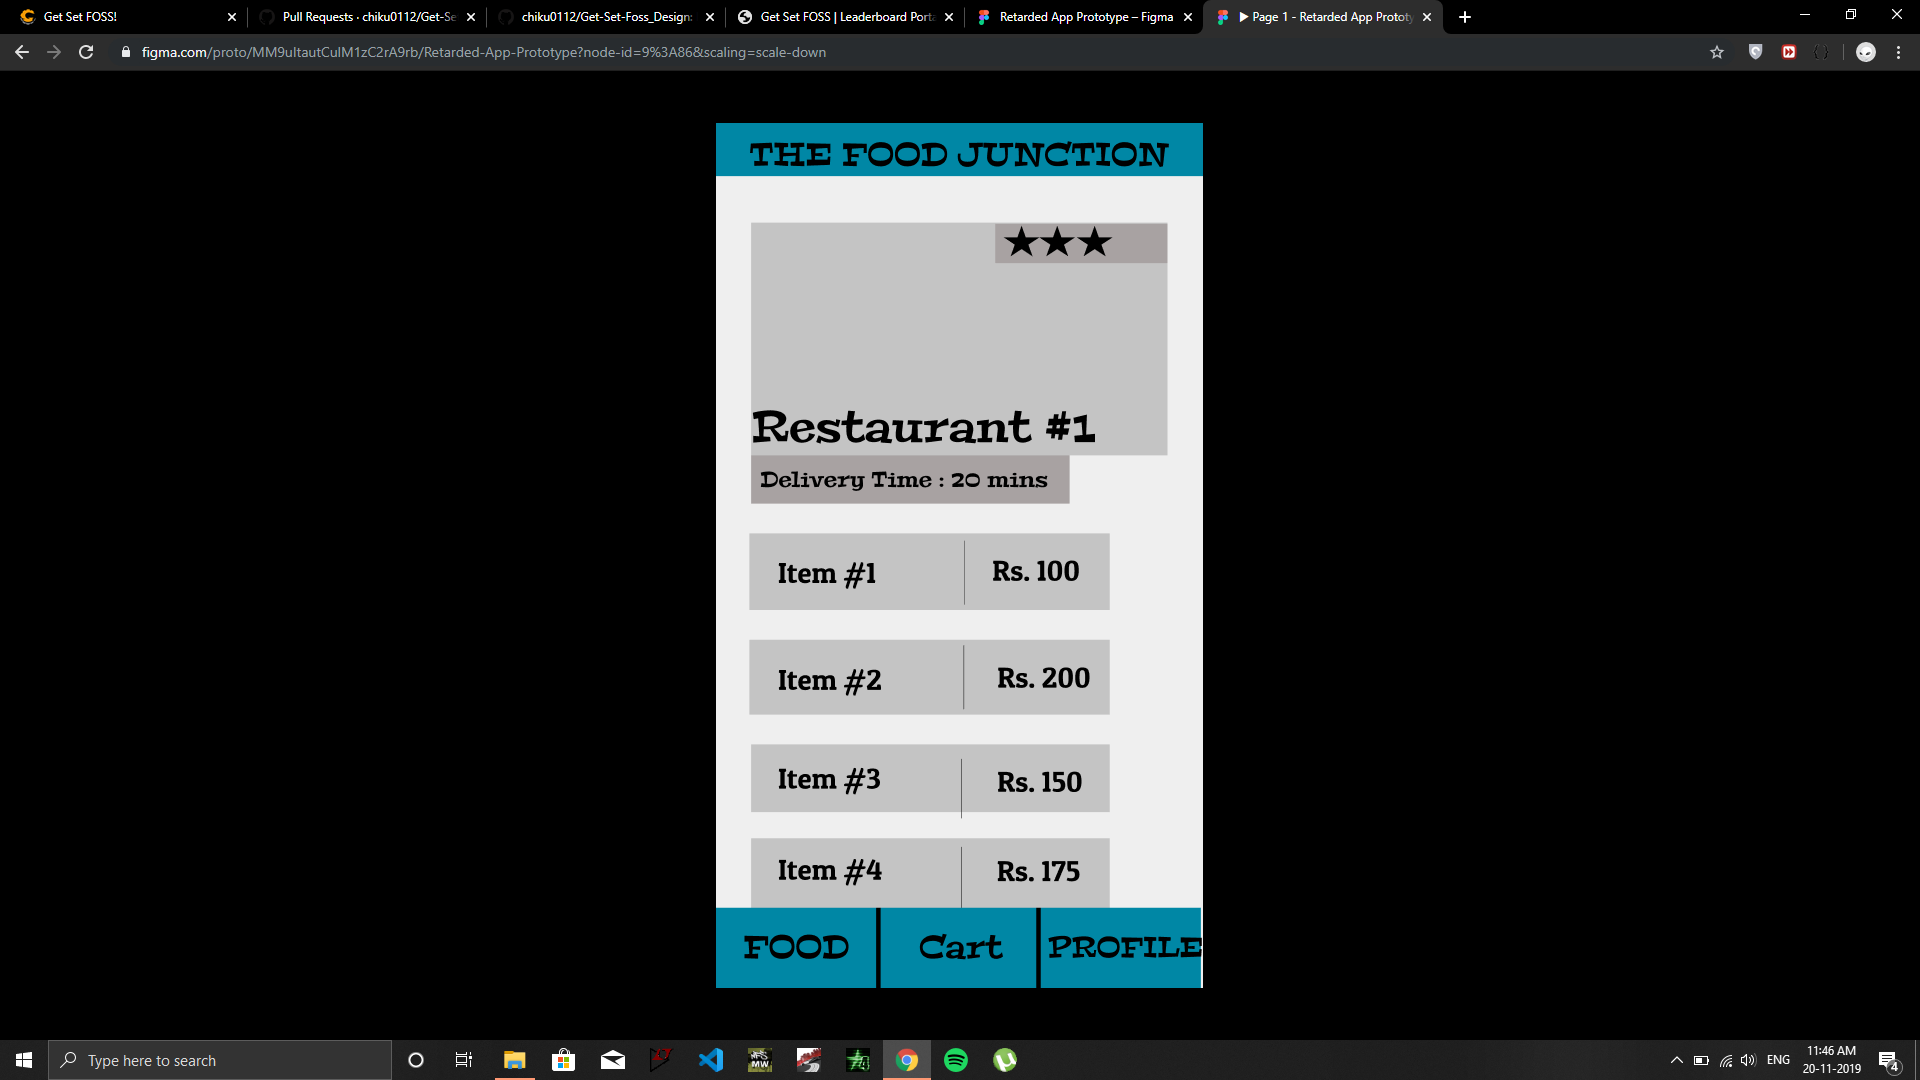 Get Set FOSS!
Pull Requests · chiku0112/Get-Se
chiku0112/Get-Set-Foss_Design:
Get Set FOSS | Leaderboard Porta
Retarded App Prototype – Figma
▶ Page 1 - Retarded App Prototy
figma.com/proto/MM9uItautCulM1zC2rA9rb/Retarded-App-Prototype?node-id=9%3A86&scaling=scale-down
THE FOOD JUNCTION
★★★
Restaurant #1
Delivery Time : 20 mins
Item #1
Rs. 100
Item #2
Rs. 200
Item #3
Rs. 150
Item #4
Rs. 175
FOOD
Cart
PROFILE
Type here to search
ENG
11:46 AM
20-11-2019
4